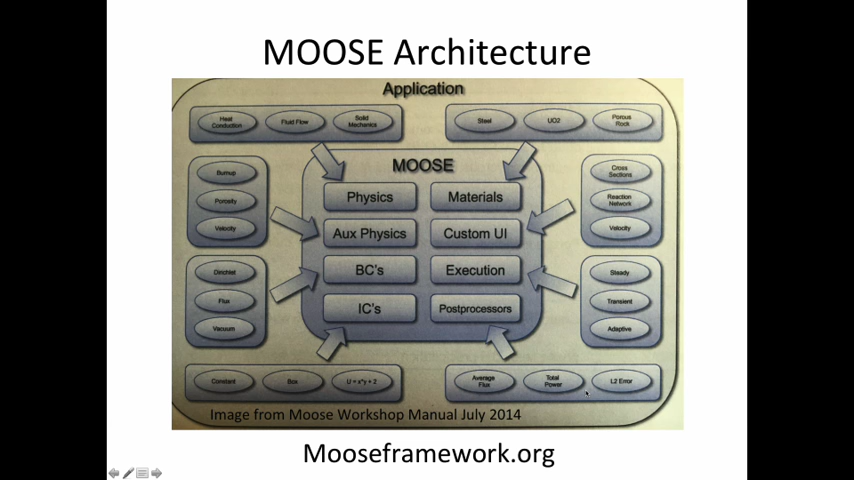 MOOSE Architecture
Application
Heat Conduction
Fluid Flow
Solid Mechanics
Steel
UO2
Porous Rock
MOOSE
Burnup
Porosity
Velocity
Physics
Materials
Aux Physics
Custom UI
BC's
Execution
IC's
Postprocessors
Cross Sections
Reaction Network
Velocity
Dirichlet
Flux
Vacuum
Steady
Transient
Adaptive
Constant
Box
U = x*y + 2
Average Flux
Total Power
L2 Error
Image from Moose Workshop Manual July 2014
Mooseframework.org